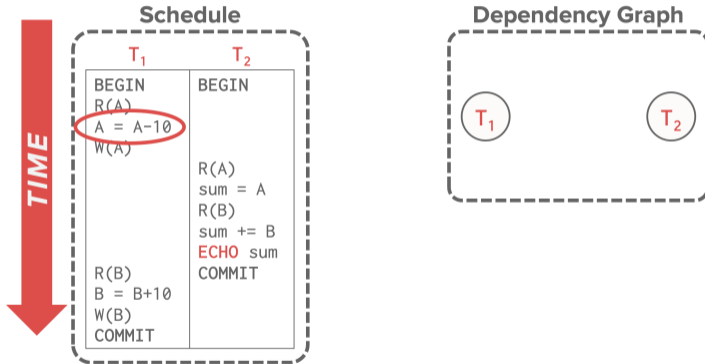 Schedule
Dependency Graph
TIME
T1 T2
BEGIN BEGIN
R(A)
A = A-10
W(A)
R(A)
sum = A
R(B)
sum += B
ECHO sum
R(B) COMMIT
B = B+10
W(B)
COMMIT
T1
T2